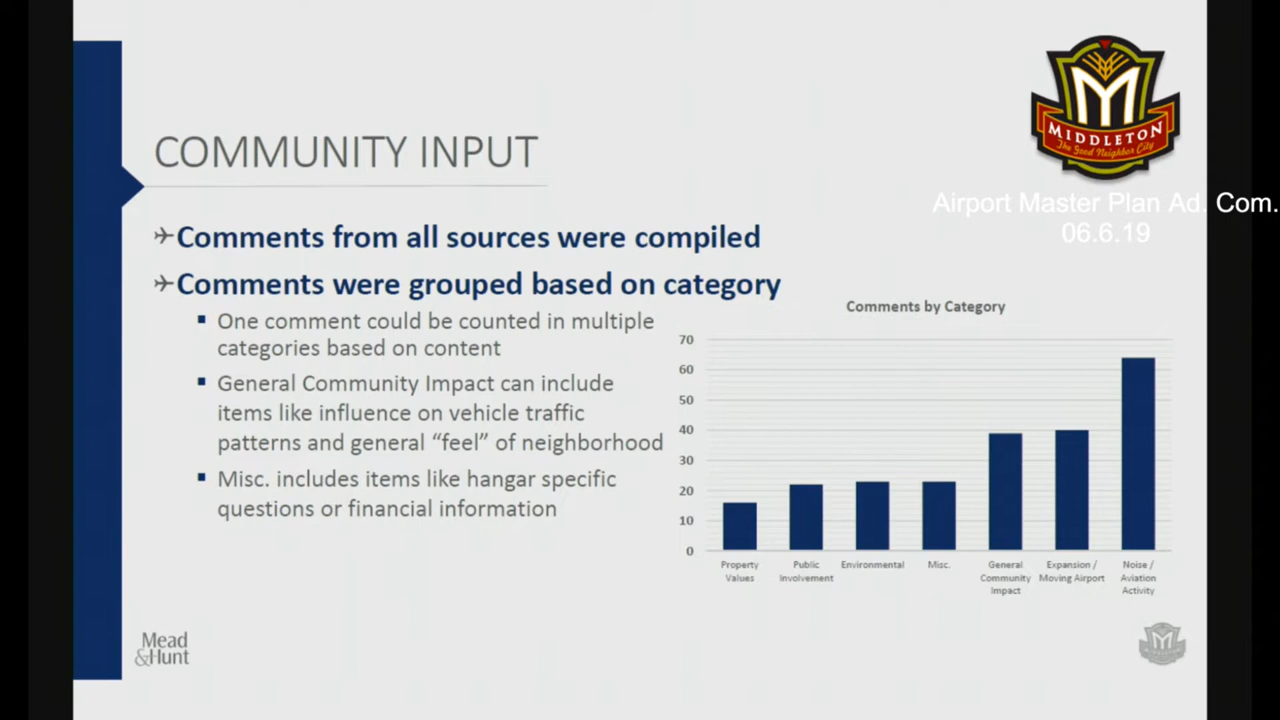 MIDDLETON
The Good Neighbor City
Airport Master Plan Ad. Com.
06.6.19
COMMUNITY INPUT
Comments from all sources were compiled
Comments were grouped based on category
One comment could be counted in multiple
categories based on content
General Community Impact can include
items like influence on vehicle traffic
patterns and general “feel” of neighborhood
Misc. includes items like hangar specific
questions or financial information
Comments by Category
70
60
50
40
30
20
10
0
Property
Values
Public
Involvement
Environmental
Misc.
General
Community
Impact
Expansion /
Moving Airport
Noise /
Aviation
Activity
Mead
&Hunt
MIDDLETON